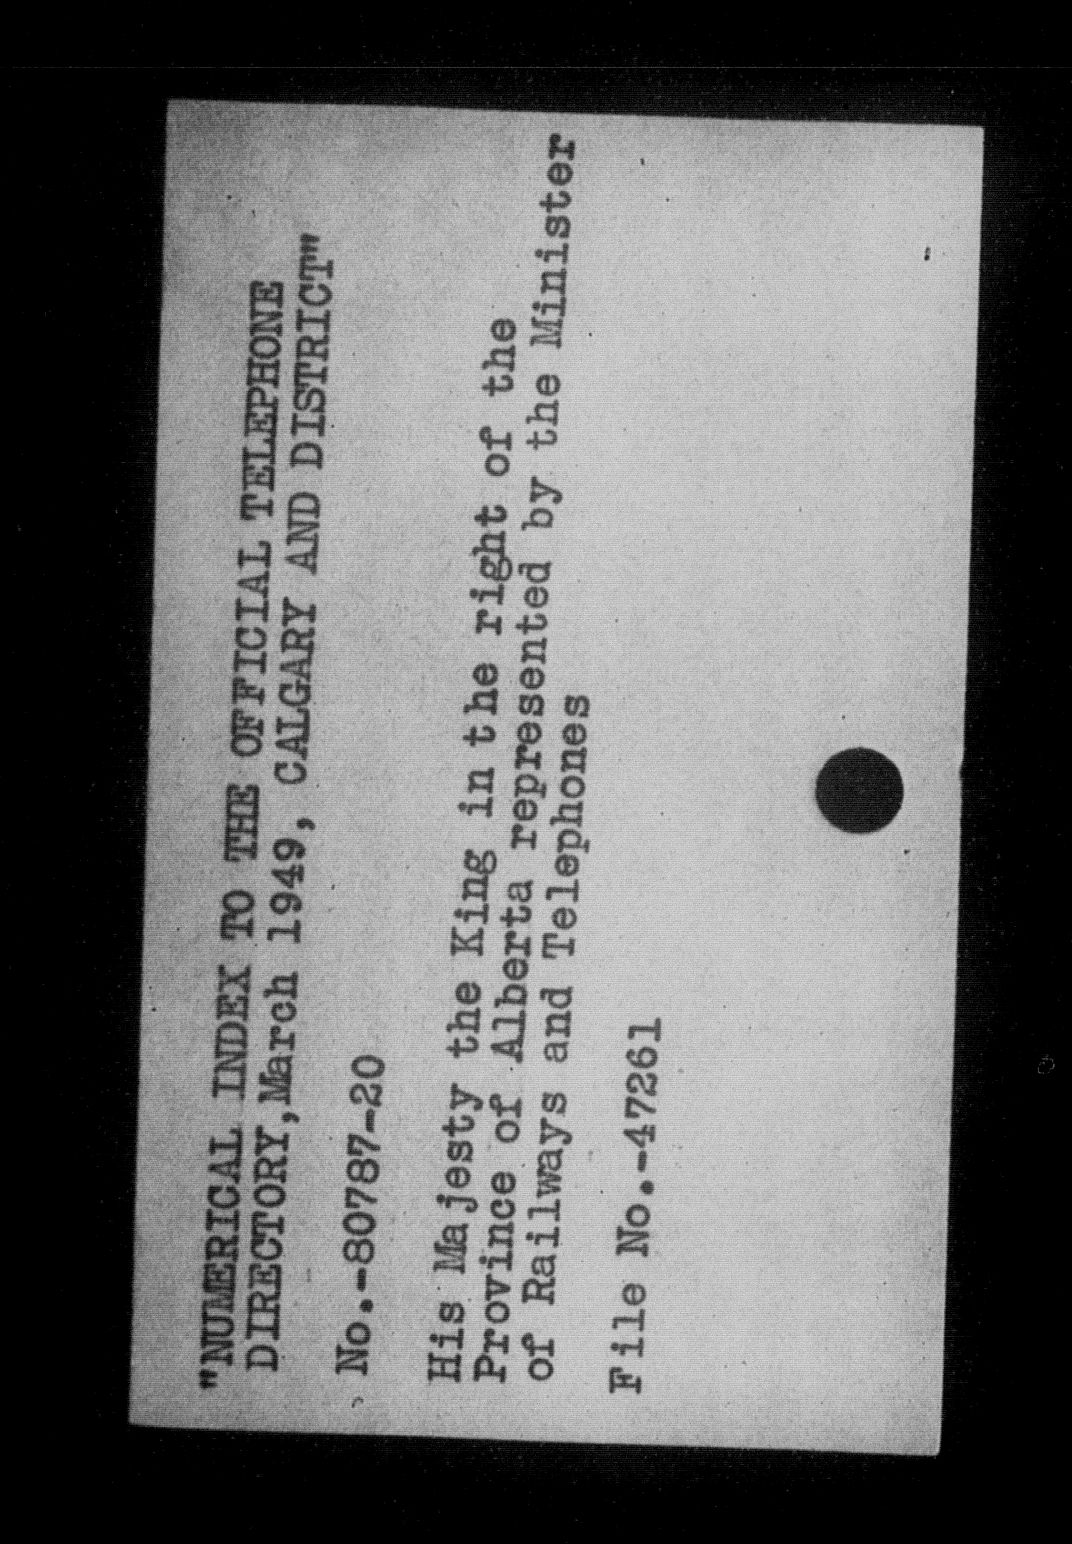 "NUMERICAL INDEX TO THE OFFICIAL TELEPHONE
DIRECTORY,March 1949, CALGARY AND DISTRICT"
No.-80787-20
His Majesty the King in the right of the
Province of Alberta represented by the Minister
of Railways and Telephones
File No.-47261